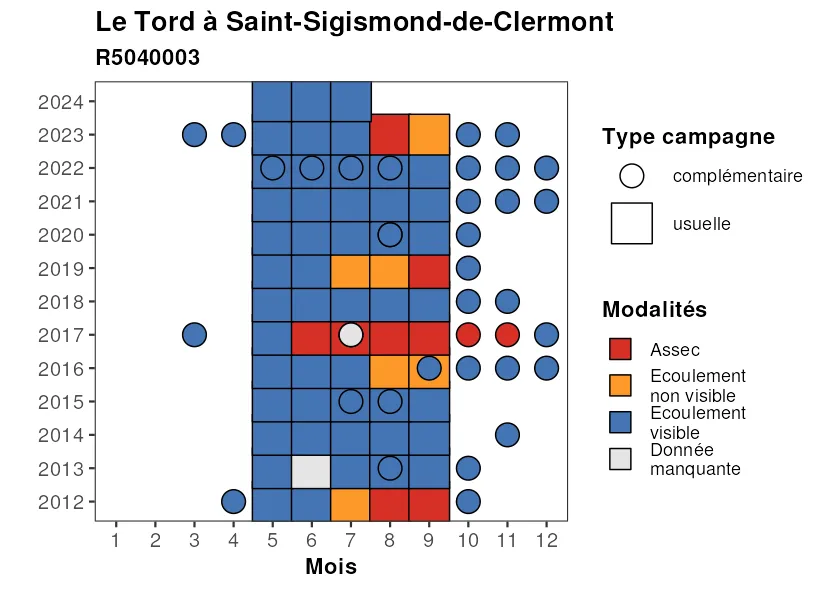 Le Tord à Saint-Sigismond-de-Clermont
R5040003
2024
2023
2022
2021
2020
2019
2018
2017
2016
2015
2014
2013
2012
1 2 3 4 5 6 7 8 9 10 11 12
Mois
Type campagne
complémentaire
usuelle
Modalités
Assec
Ecoulement
non visible
Ecoulement
visible
Donnée
manquante